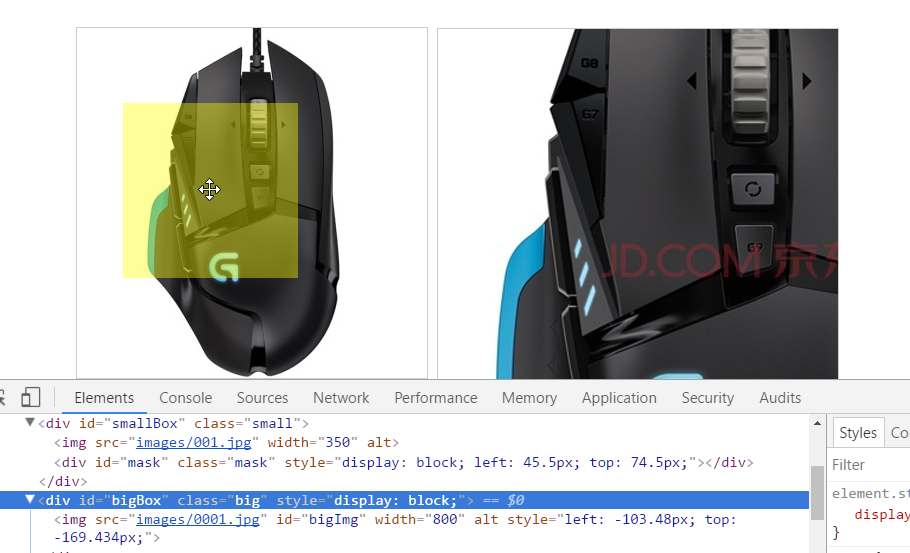 G8
G7
G9
JD.COM 京东
Elements Console Sources Network Performance Memory Application Security Audits
▼<div id="smallBox" class="small">
<img src="images/001.jpg" width="350" alt>
<div id="mask" class="mask" style="display: block; left: 45.5px; top: 74.5px;"></div>
</div>
▼<div id="bigBox" class="big" style="display: block;"> == $0
<img src="images/0001.jpg" id="bigImg" width="800" alt style="left: -103.48px; top:
-169.434px;">
Styles Co
Filter
element.st
display
}